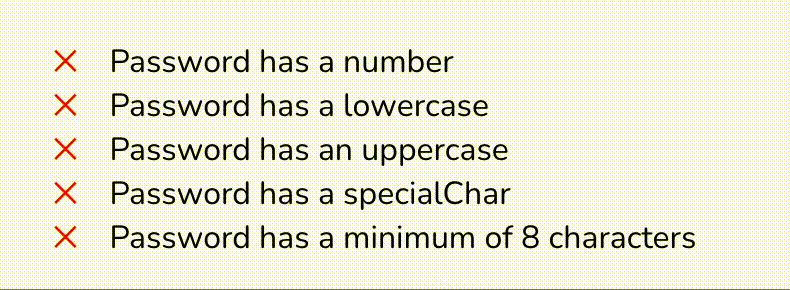 Password has a number
Password has a lowercase
Password has an uppercase
Password has a specialChar
Password has a minimum of 8 characters